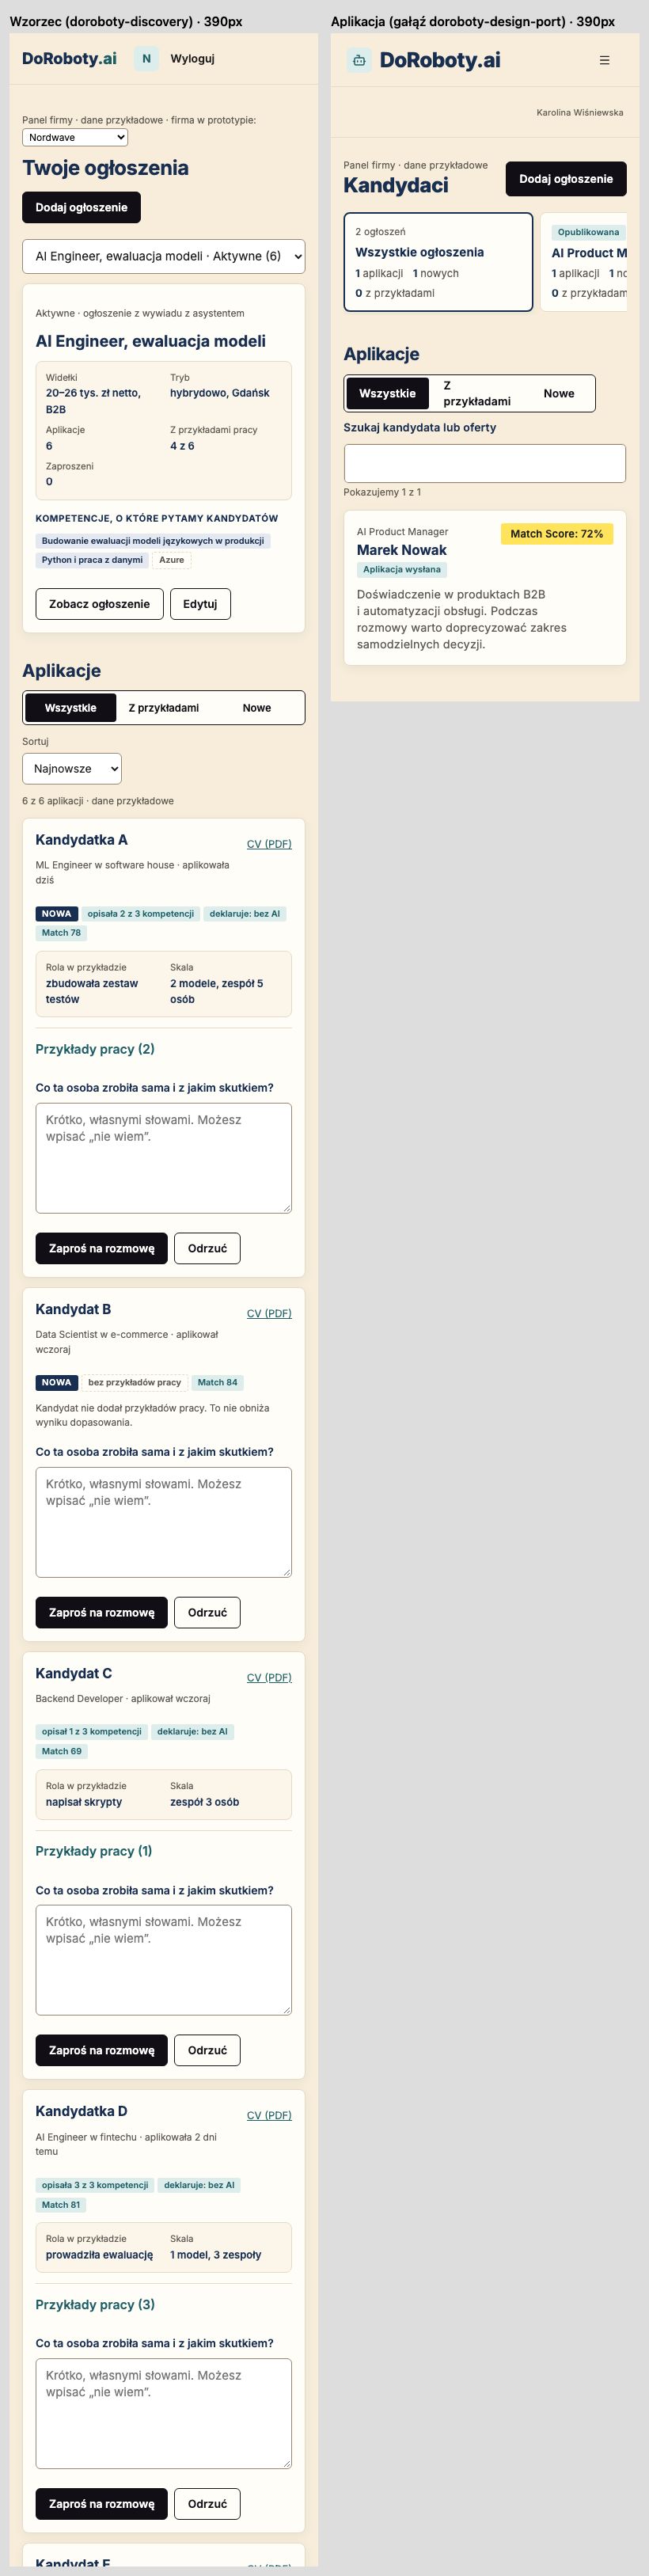 Wzorzec (doroboty-discovery) · 390px
DoRoboty.ai
N
Wyloguj
Panel firmy · dane przykładowe · firma w prototypie:
Nordwave
Twoje ogłoszenia
Dodaj ogłoszenie
AI Engineer, ewaluacja modeli · Aktywne (6)
Aktywne · ogłoszenie z wywiadu z asystentem
AI Engineer, ewaluacja modeli
Widełki
20–26 tys. zł netto,
B2B
Tryb
hybrydowo, Gdańsk
Aplikacje
6
Z przykładami pracy
4 z 6
Zaproszeni
0
KOMPETENCJE, O KTÓRE PYTAMY KANDYDATÓW
Budowanie ewaluacji modeli językowych w produkcji
Python i praca z danymi
Azure
Zobacz ogłoszenie
Edytuj
Aplikacje
Wszystkie
Z przykładami
Nowe
Sortuj
Najnowsze
6 z 6 aplikacji · dane przykładowe
Kandydatka A
CV (PDF)
ML Engineer w software house · aplikowała
dziś
NOWA
opisała 2 z 3 kompetencji
deklaruje: bez AI
Match 78
Rola w przykładzie
zbudowała zestaw
testów
Skala
2 modele, zespół 5
osób
Przykłady pracy (2)
Co ta osoba zrobiła sama i z jakim skutkiem?
Krótko, własnymi słowami. Możesz
wpisać „nie wiem”.
Zaproś na rozmowę
Odrzuć
Kandydat B
CV (PDF)
Data Scientist w e-commerce · aplikował
wczoraj
NOWA
bez przykładów pracy
Match 84
Kandydat nie dodał przykładów pracy. To nie obniża
wyniku dopasowania.
Co ta osoba zrobiła sama i z jakim skutkiem?
Krótko, własnymi słowami. Możesz
wpisać „nie wiem”.
Zaproś na rozmowę
Odrzuć
Kandydat C
CV (PDF)
Backend Developer · aplikował wczoraj
opisał 1 z 3 kompetencji
deklaruje: bez AI
Match 69
Rola w przykładzie
napisał skrypty
Skala
zespół 3 osób
Przykłady pracy (1)
Co ta osoba zrobiła sama i z jakim skutkiem?
Krótko, własnymi słowami. Możesz
wpisać „nie wiem”.
Zaproś na rozmowę
Odrzuć
Kandydatka D
CV (PDF)
AI Engineer w fintechu · aplikowała 2 dni
temu
opisała 3 z 3 kompetencji
deklaruje: bez AI
Match 81
Rola w przykładzie
prowadziła ewaluację
Skala
1 model, 3 zespoły
Przykłady pracy (3)
Co ta osoba zrobiła sama i z jakim skutkiem?
Krótko, własnymi słowami. Możesz
wpisać „nie wiem”.
Zaproś na rozmowę
Odrzuć
Aplikacja (gałąź doroboty-design-port) · 390px
DoRoboty.ai
Karolina Wiśniewska
Panel firmy · dane przykładowe
Kandydaci
Dodaj ogłoszenie
2 ogłoszeń
Wszystkie ogłoszenia
1 aplikacji 1 nowych
0 z przykładami
Opublikowana
AI Product M
1 aplikacji 1 no
0 z przykładam
Aplikacje
Wszystkie
Z
przykładami
Nowe
Szukaj kandydata lub oferty
Pokazujemy 1 z 1
AI Product Manager
Marek Nowak
Match Score: 72%
Aplikacja wysłana
Doświadczenie w produktach B2B
i automatyzacji obsługi. Podczas
rozmowy warto doprecyzować zakres
samodzielnych decyzji.